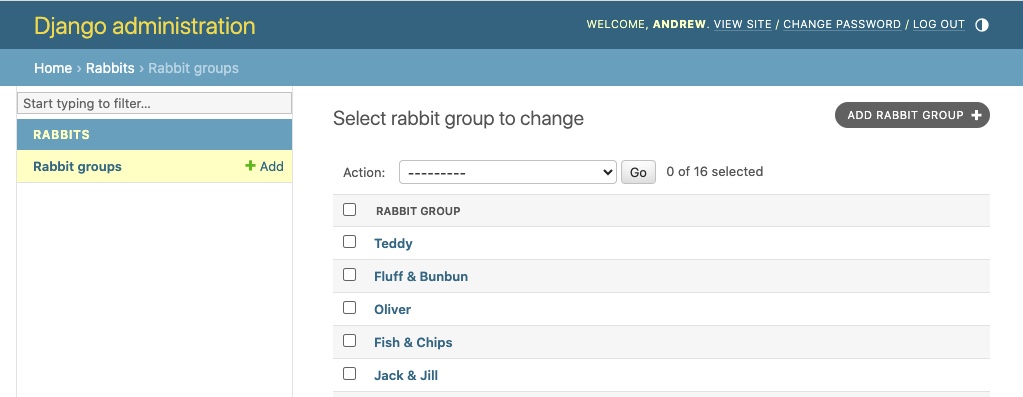 Django administration
WELCOME, ANDREW. VIEW SITE / CHANGE PASSWORD / LOG OUT
Home › Rabbits › Rabbit groups
Start typing to filter...
RABBITS
Rabbit groups + Add
Select rabbit group to change
ADD RABBIT GROUP +
Action: --------- Go 0 of 16 selected
RABBIT GROUP
Teddy
Fluff & Bunbun
Oliver
Fish & Chips
Jack & Jill